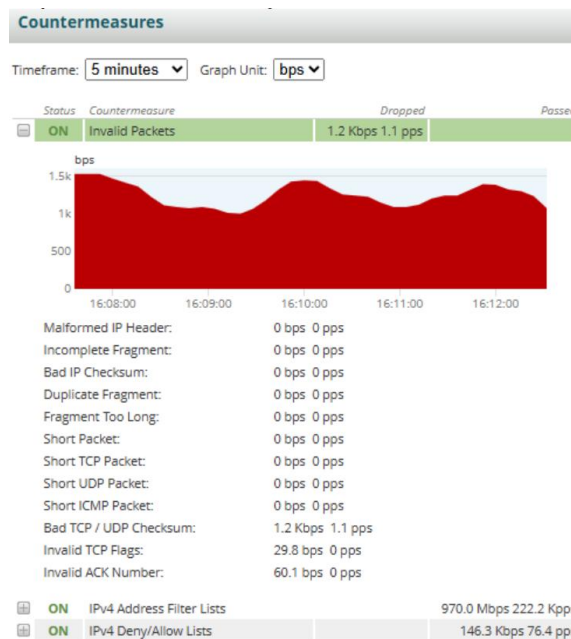 Countermeasures
Timeframe: 5 minutes Graph Unit: bps
Status Countermeasure Dropped Passe
ON Invalid Packets 1.2 Kbps 1.1 pps
bps
1.5k
1k
500
0
16:08:00 16:09:00 16:10:00 16:11:00 16:12:00
Malformed IP Header: 0 bps 0 pps
Incomplete Fragment: 0 bps 0 pps
Bad IP Checksum: 0 bps 0 pps
Duplicate Fragment: 0 bps 0 pps
Fragment Too Long: 0 bps 0 pps
Short Packet: 0 bps 0 pps
Short TCP Packet: 0 bps 0 pps
Short UDP Packet: 0 bps 0 pps
Short ICMP Packet: 0 bps 0 pps
Bad TCP / UDP Checksum: 1.2 Kbps 1.1 pps
Invalid TCP Flags: 29.8 bps 0 pps
Invalid ACK Number: 60.1 bps 0 pps
ON IPv4 Address Filter Lists 970.0 Mbps 222.2 Kpp
ON IPv4 Deny/Allow Lists 146.3 Kbps 76.4 pp